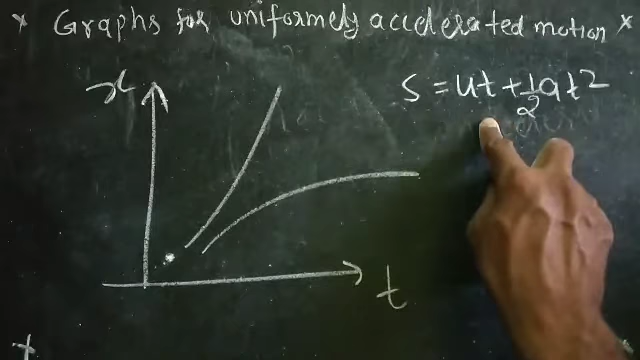 * Graphs for uniformely accelerated motion *
x
S = ut + 1/2 at²
t
t